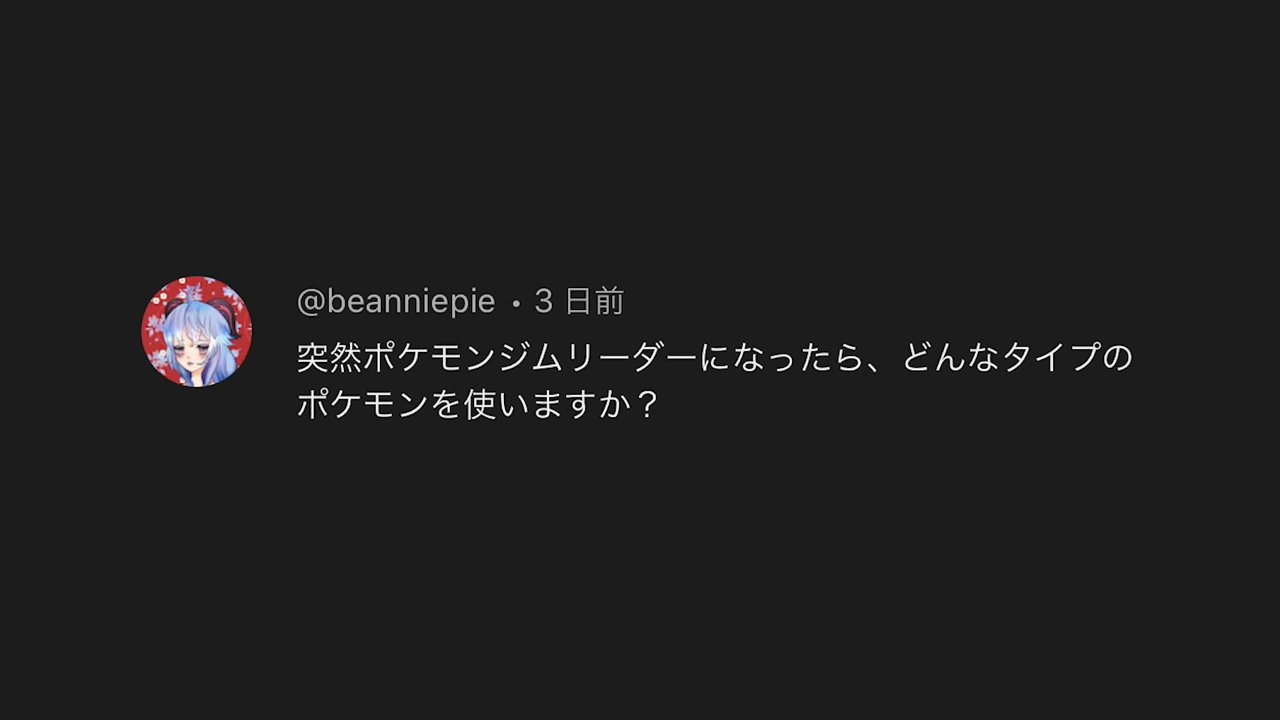 @beanniepie • 3 日前
突然ポケモンジムリーダーになったら、どんなタイプの
ポケモンを使いますか？